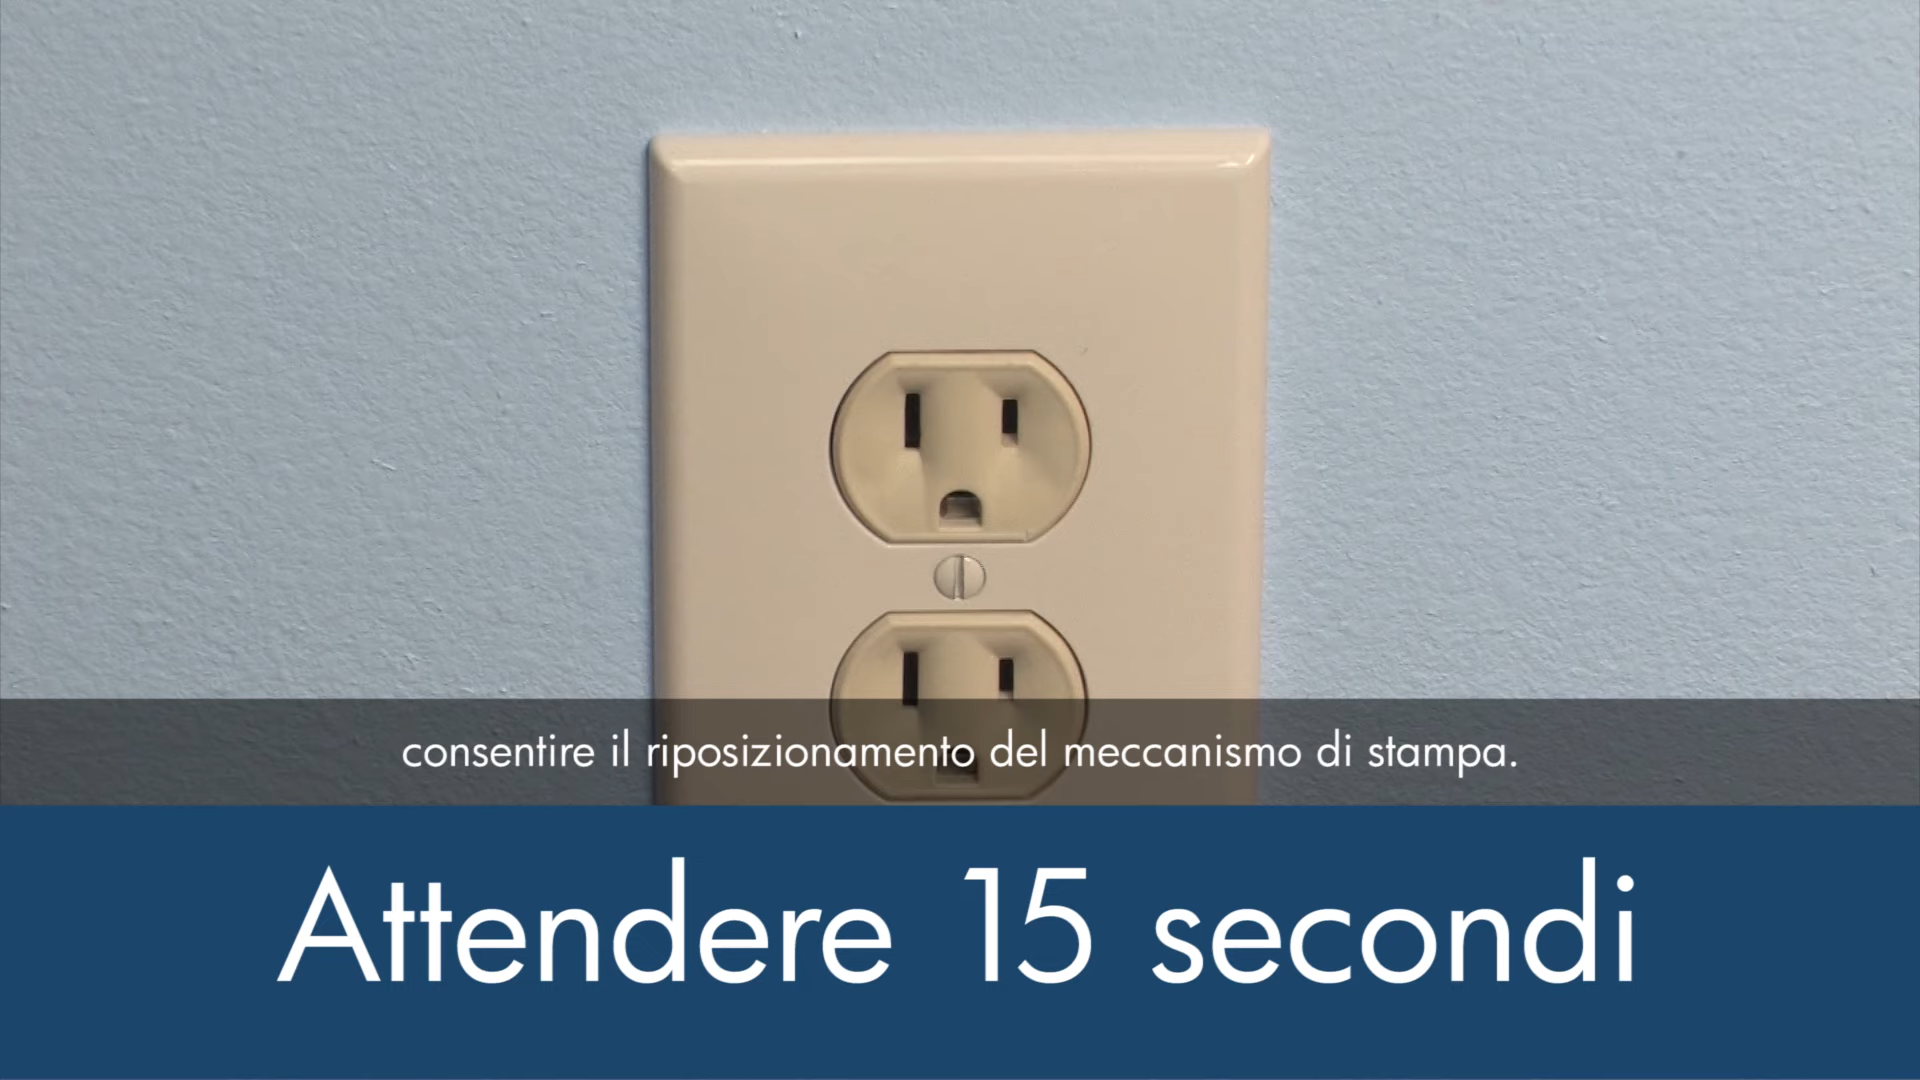 consentire il riposizionamento del meccanismo di stampa.
Attendere 15 secondi